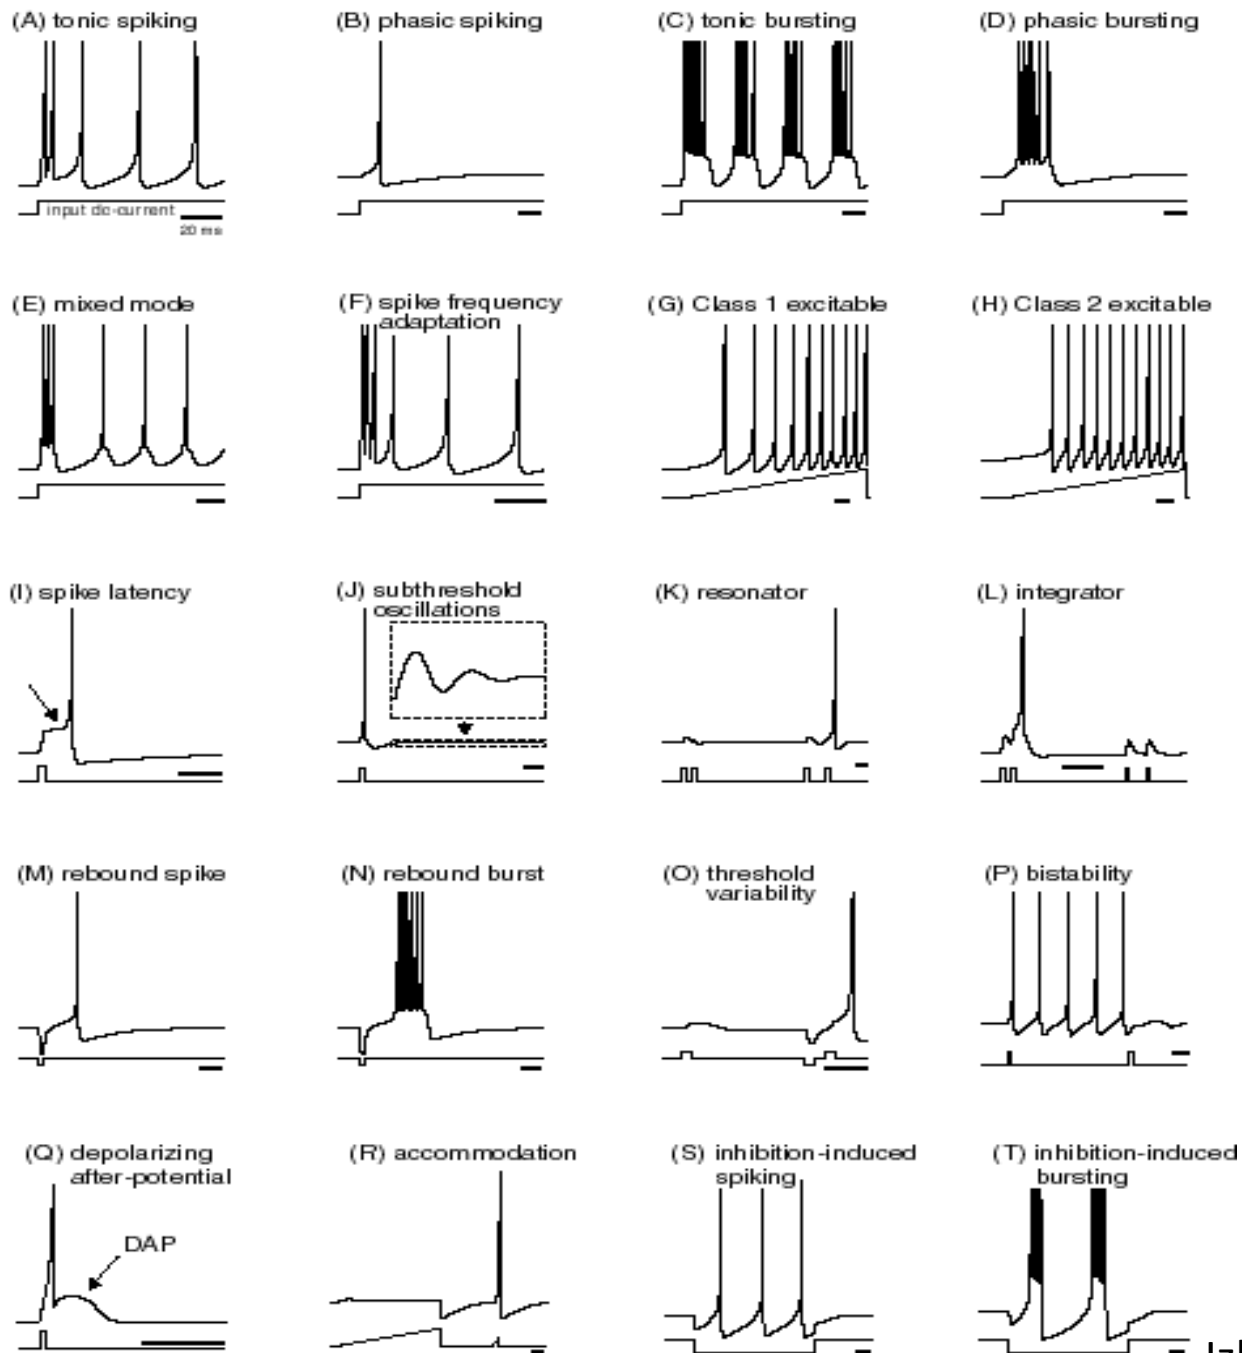 (A) tonic spiking
(B) phasic spiking
(C) tonic bursting
(D) phasic bursting
input dc-current
20 ms
(E) mixed mode
(F) spike frequency
adaptation
(G) Class 1 excitable
(H) Class 2 excitable
(I) spike latency
(J) subthreshold
oscillations
(K) resonator
(L) integrator
(M) rebound spike
(N) rebound burst
(O) threshold
variability
(P) bistability
(Q) depolarizing
after-potential
DAP
(R) accommodation
(S) inhibition-induced
spiking
(T) inhibition-induced
bursting